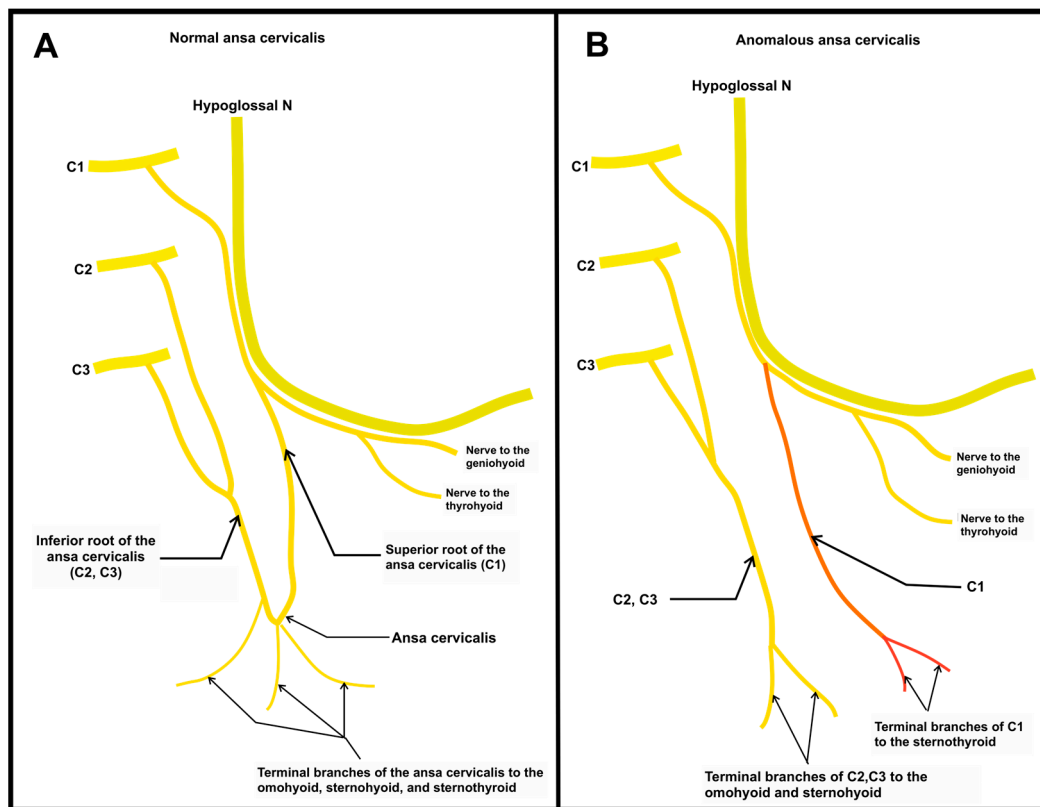 A
Normal ansa cervicalis
Hypoglossal N
C1
C2
C3
Nerve to the
geniohyoid
Nerve to the
thyrohyoid
Inferior root of the
ansa cervicalis
(C2, C3)
Superior root of the
ansa cervicalis (C1)
Ansa cervicalis
Terminal branches of the ansa cervicalis to the
omohyoid, sternohyoid, and sternothyroid
B
Anomalous ansa cervicalis
Hypoglossal N
C1
C2
C3
Nerve to the
geniohyoid
Nerve to the
thyrohyoid
C2, C3
C1
Terminal branches of C1
to the sternothyroid
Terminal branches of C2,C3 to the
omohyoid and sternohyoid